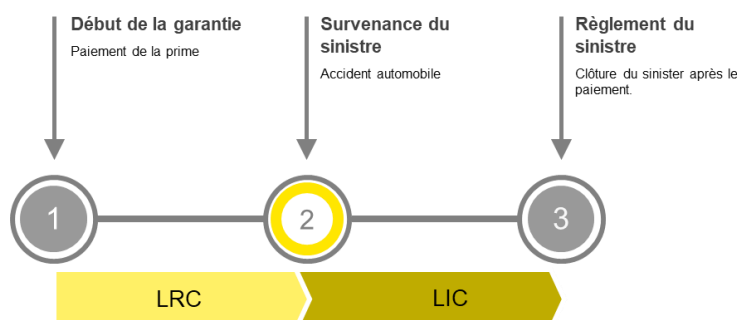 Début de la garantie
Paiement de la prime
Survenance du
sinistre
Accident automobile
Règlement du
sinistre
Clôture du sinister après le
paiement.
1
2
3
LRC
LIC